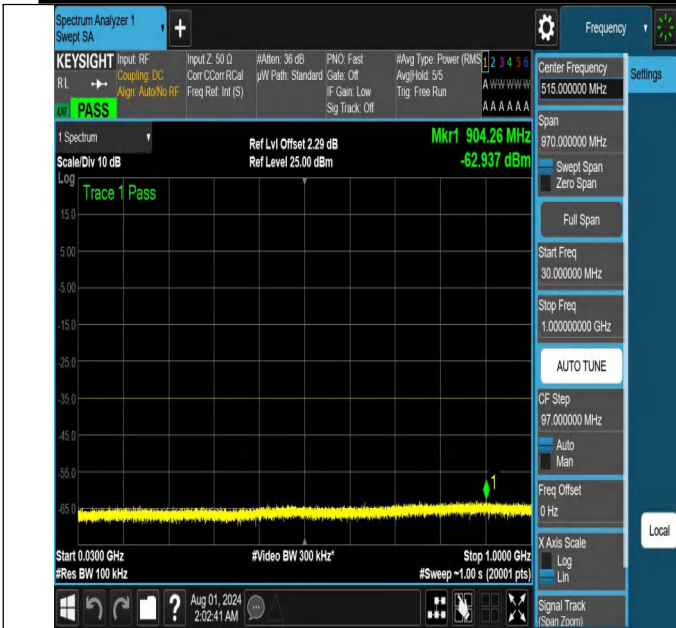 Spectrum Analyzer 1
Swept SA
+
Frequency
KEYSIGHT
RL
PASS
Input: RF
Coupling: DC
Align: Auto/No RF
Input Z: 50 Ω
Corr CCorr RCal
Freq Ref: Int (S)
#Atten: 36 dB
µW Path: Standard
PNO: Fast
Gate: Off
IF Gain: Low
Sig Track: Off
#Avg Type: Power (RMS
Avg|Hold: 5/5
Trig: Free Run
1 2 3 4 5 6
A W W W W W
A A A A A A
1 Spectrum
Scale/Div 10 dB
Log
Ref Lvl Offset 2.29 dB
Ref Level 25.00 dBm
Mkr1 904.26 MHz
-62.937 dBm
Trace 1 Pass
15.0
5.00
-5.00
-15.0
-25.0
-35.0
-45.0
-55.0
-65.0
1
Start 0.0300 GHz
#Res BW 100 kHz
#Video BW 300 kHz*
Stop 1.0000 GHz
#Sweep ~1.00 s (20001 pts)
?
Aug 01, 2024
2:02:41 AM
Center Frequency
515.000000 MHz
Span
970.000000 MHz
Swept Span
Zero Span
Full Span
Start Freq
30.000000 MHz
Stop Freq
1.000000000 GHz
AUTO TUNE
CF Step
97.000000 MHz
Auto
Man
Freq Offset
0 Hz
X Axis Scale
Log
Lin
Signal Track
(Span Zoom)
Settings
Local